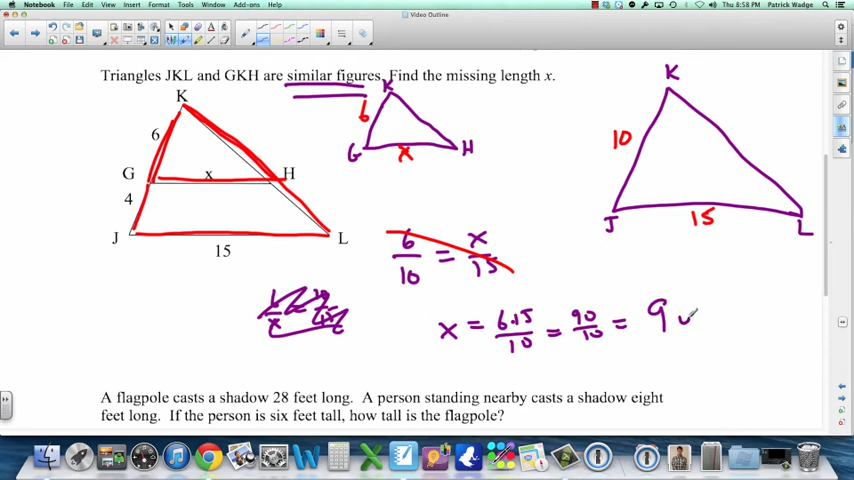 Notebook File Edit View Insert Format Tools Window Add-ons Help Thu 8:58 PM Patrick Wadge
Video Outline
Triangles JKL and GKH are similar figures. Find the missing length x.
K
6
G
x
H
4
J
L
15
K
6
G
x
H
K
10
J
15
L
6/10 = x/15
x = 6·15/10 = 90/10 = 9 u
A flagpole casts a shadow 28 feet long. A person standing nearby casts a shadow eight
feet long. If the person is six feet tall, how tall is the flagpole?